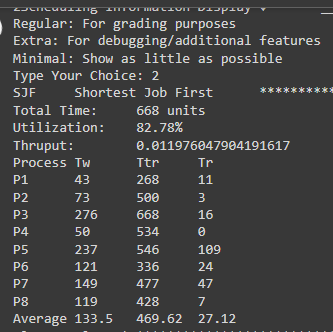 Scheduling Information Display
Regular: For grading purposes
Extra: For debugging/additional features
Minimal: Show as little as possible
Type Your Choice: 2
SJF Shortest Job First **********
Total Time: 668 units
Utilization: 82.78%
Thruput: 0.011976047904191617
Process Tw Ttr Tr
P1 43 268 11
P2 73 500 3
P3 276 668 16
P4 50 534 0
P5 237 546 109
P6 121 336 24
P7 149 477 47
P8 119 428 7
Average 133.5 469.62 27.12